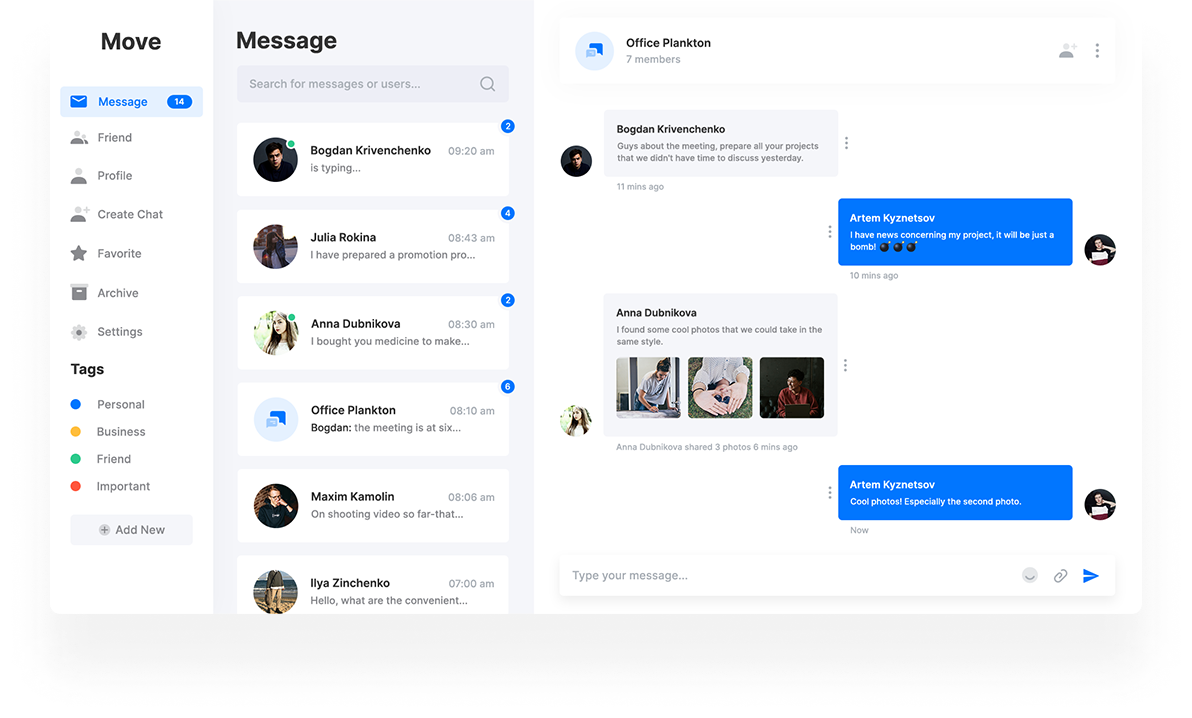 Move
Message 14
Friend
Profile
Create Chat
Favorite
Archive
Settings
Tags
Personal
Business
Friend
Important
Add New
Message
Search for messages or users...
2
Bogdan Krivenchenko 09:20 am
is typing...
4
Julia Rokina 08:43 am
I have prepared a promotion pro...
2
Anna Dubnikova 08:30 am
I bought you medicine to make...
6
Office Plankton 08:10 am
Bogdan: the meeting is at six...
Maxim Kamolin 08:06 am
On shooting video so far-that...
Ilya Zinchenko 07:00 am
Hello, what are the convenient...
Office Plankton
7 members
Bogdan Krivenchenko
Guys about the meeting, prepare all your projects
that we didn't have time to discuss yesterday.
11 mins ago
Artem Kyznetsov
I have news concerning my project, it will be just a
bomb! 💣 💣 💣
10 mins ago
Anna Dubnikova
I found some cool photos that we could take in the
same style.
Anna Dubnikova shared 3 photos 6 mins ago
Artem Kyznetsov
Cool photos! Especially the second photo.
Now
Type your message...